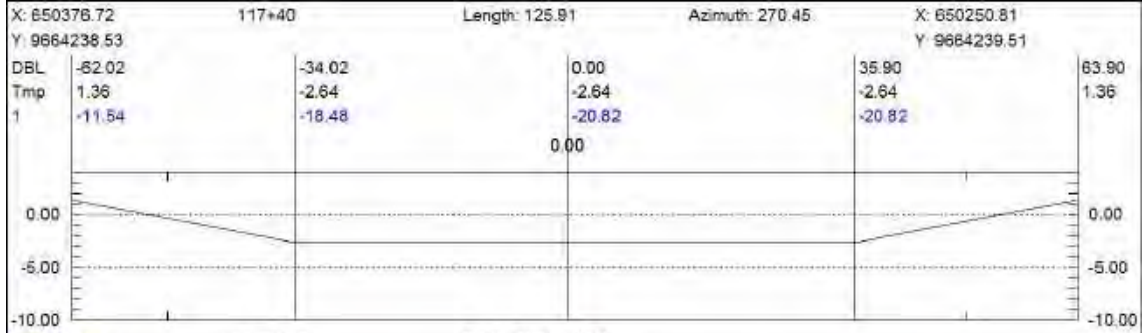 X: 650376.72 117+40 Length: 125.91 Azimuth: 270.45 X: 650250.81
Y: 9664238.53 Y: 9664239.51
DBL -62.02 -34.02 0.00 35.90 63.90
Tmp 1.36 -2.64 -2.64 -2.64 1.36
1 -11.54 -18.48 -20.82 -20.82
0.00
0.00 0.00
-5.00 -5.00
-10.00 -10.00